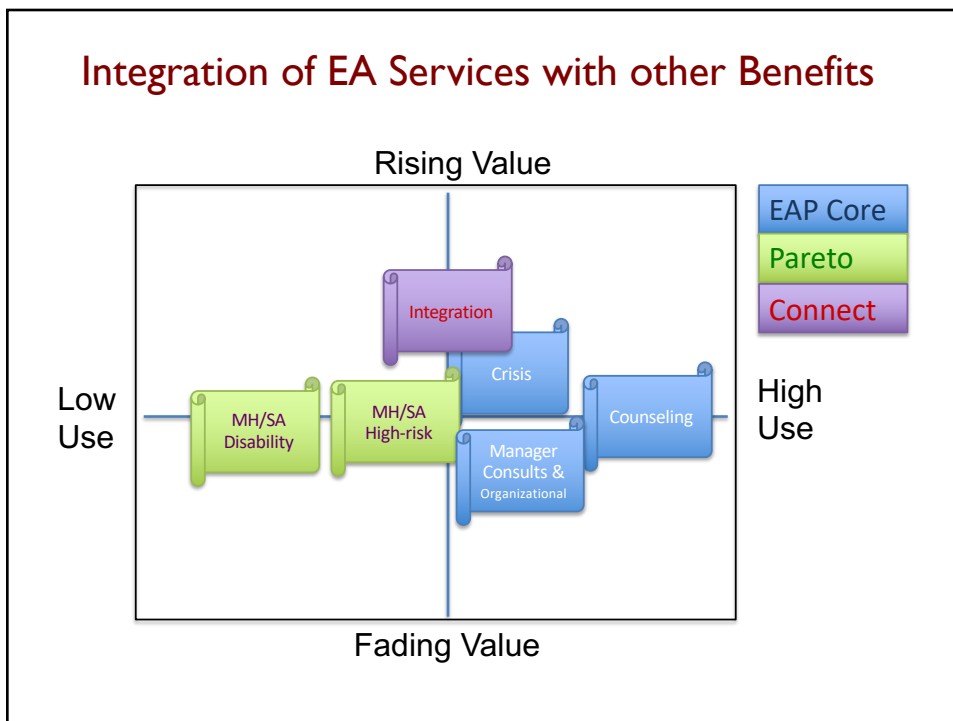 Integration of EA Services with other Benefits
Rising Value
EAP Core
Pareto
Connect
Integration
Crisis
Low
Use
MH/SA
Disability
MH/SA
High-risk
Counseling
High
Use
Manager
Consults &
Organizational
Fading Value